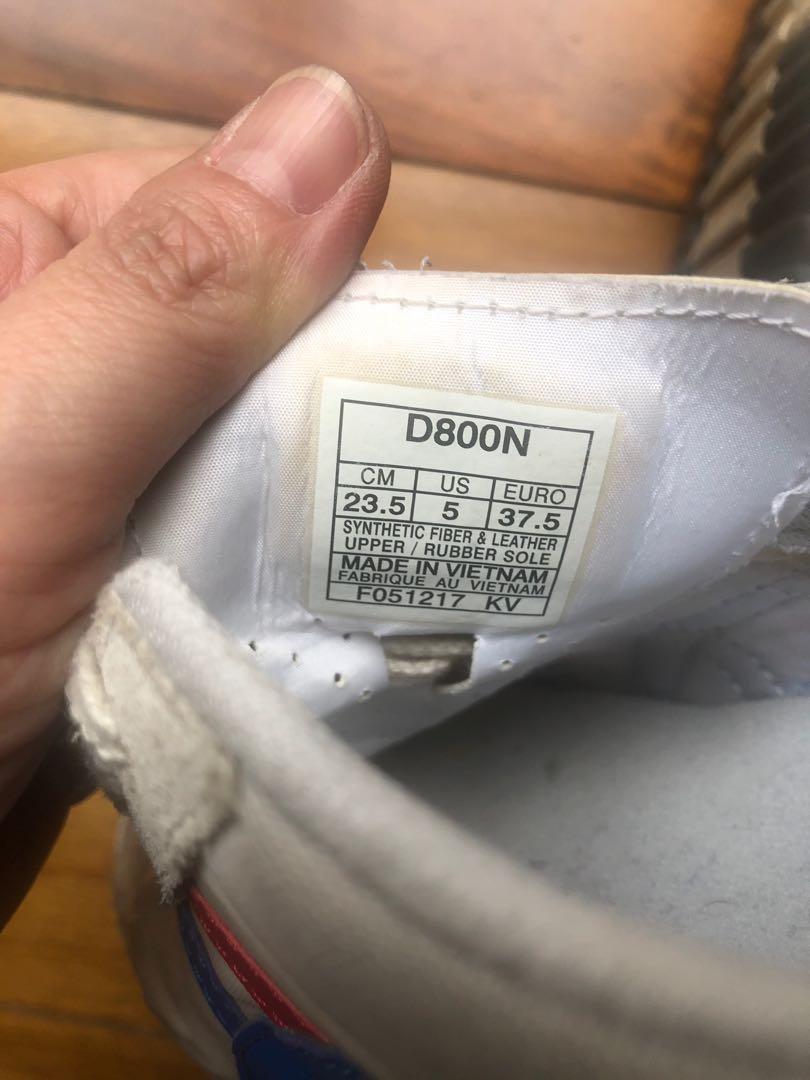 D800N
CM US EURO
23.5 5 37.5
SYNTHETIC FIBER & LEATHER
UPPER / RUBBER SOLE
MADE IN VIETNAM
FABRIQUE AU VIETNAM
F051217 KV